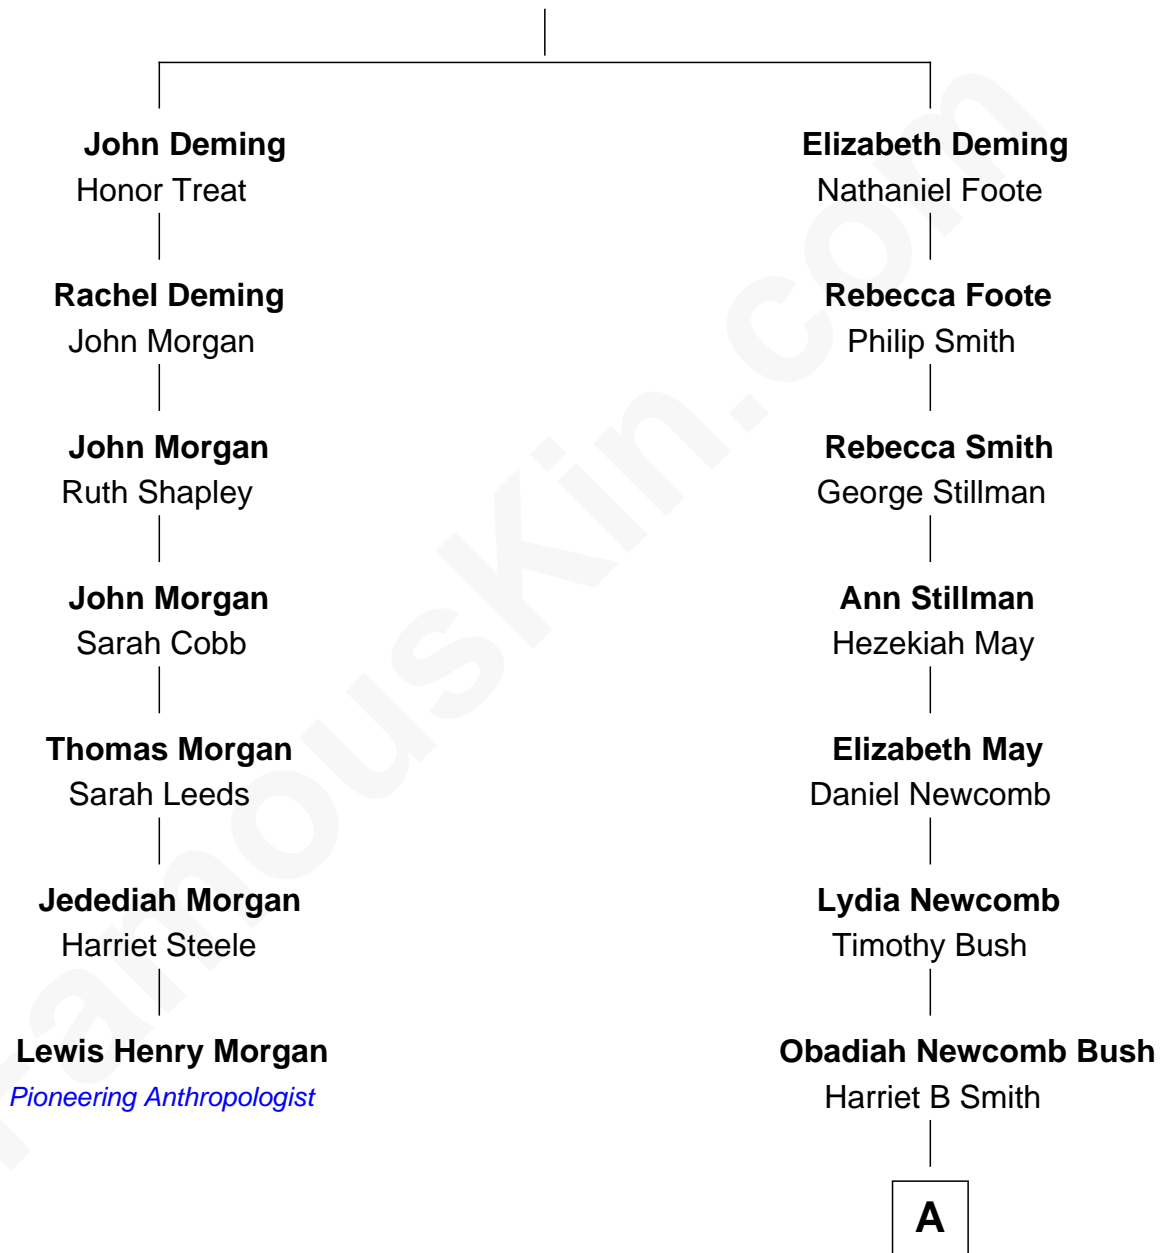 John Deming
Honor Treat
Elizabeth Deming
Nathaniel Foote
Rachel Deming
John Morgan
Rebecca Foote
Philip Smith
John Morgan
Ruth Shapley
Rebecca Smith
George Stillman
John Morgan
Sarah Cobb
Ann Stillman
Hezekiah May
Thomas Morgan
Sarah Leeds
Elizabeth May
Daniel Newcomb
Jedediah Morgan
Harriet Steele
Lydia Newcomb
Timothy Bush
Lewis Henry Morgan
Pioneering Anthropologist
Obadiah Newcomb Bush
Harriet B Smith
A
FamousKin.com